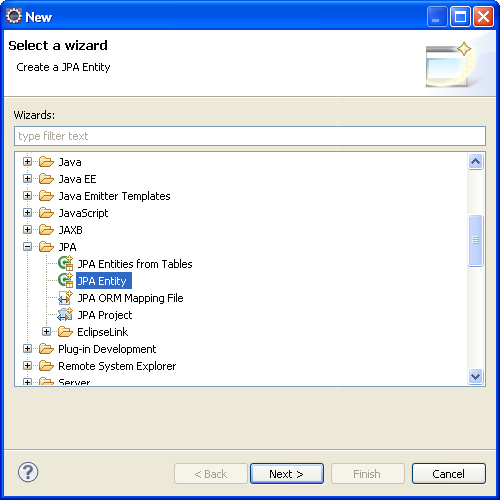 New
Select a wizard
Create a JPA Entity
Wizards:
type filter text
Java
Java EE
Java Emitter Templates
JavaScript
JAXB
JPA
JPA Entities from Tables
JPA Entity
JPA ORM Mapping File
JPA Project
EclipseLink
Plug-in Development
Remote System Explorer
Server
?
< Back
Next >
Finish
Cancel